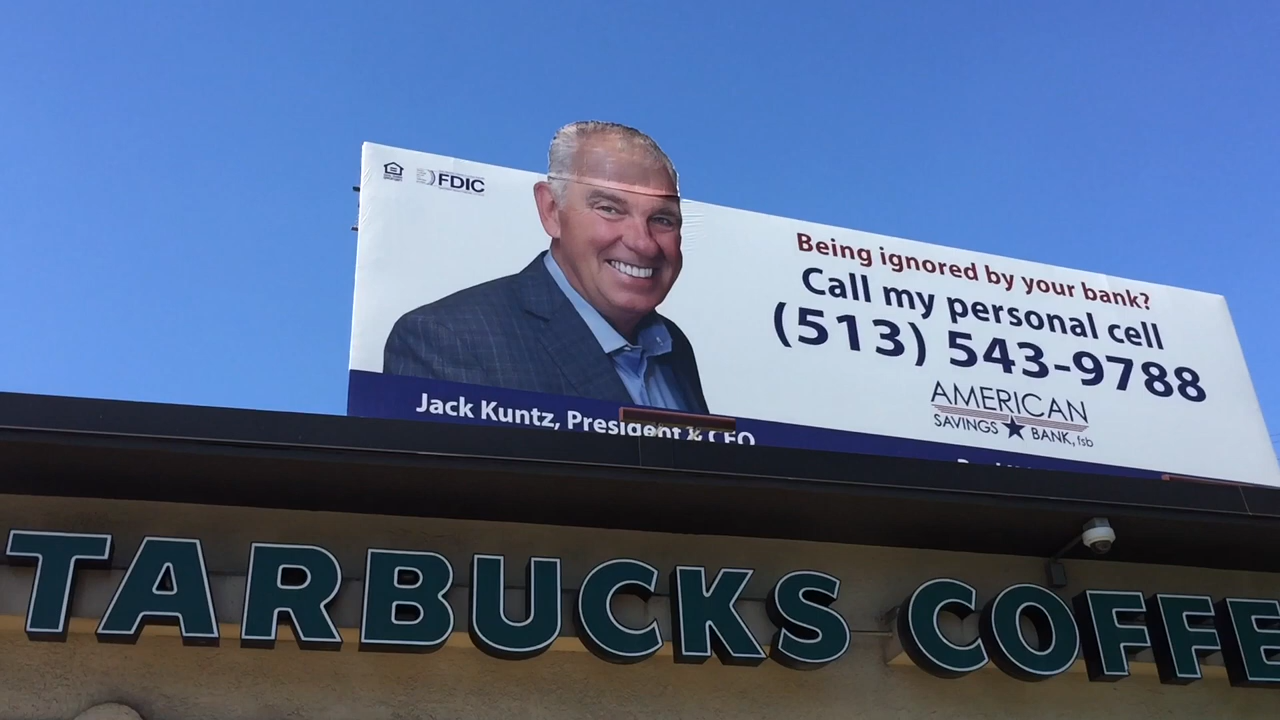 FDIC
Being ignored by your bank?
Call my personal cell
(513) 543-9788
AMERICAN
SAVINGS BANK, fsb
Jack Kuntz, President & CEO
TARBUCKS COFFE